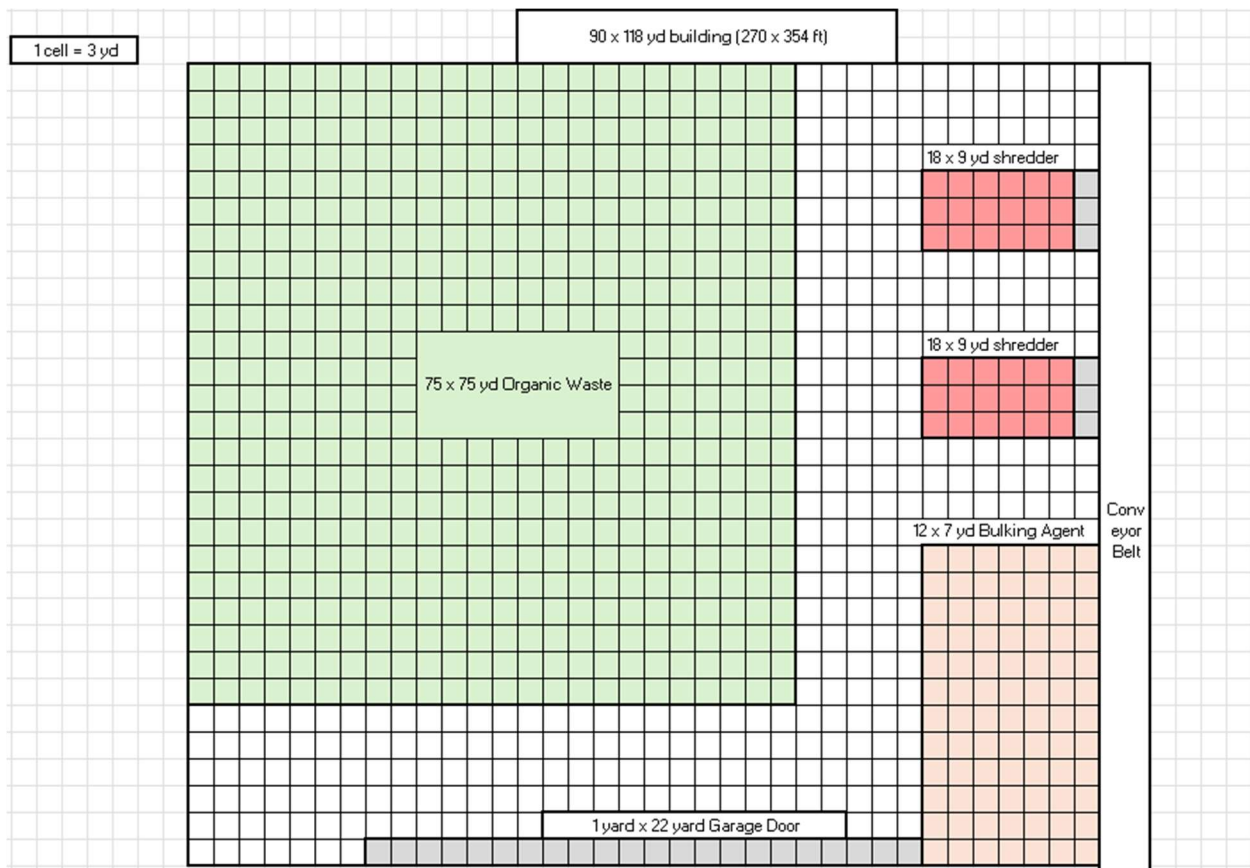 90 x 118 yd building (270 x 354 ft)
1 cell = 3 yd
18 x 9 yd shredder
18 x 9 yd shredder
75 x 75 yd Organic Waste
12 x 7 yd Bulking Agent
Conv
eyor
Belt
1 yard x 22 yard Garage Door